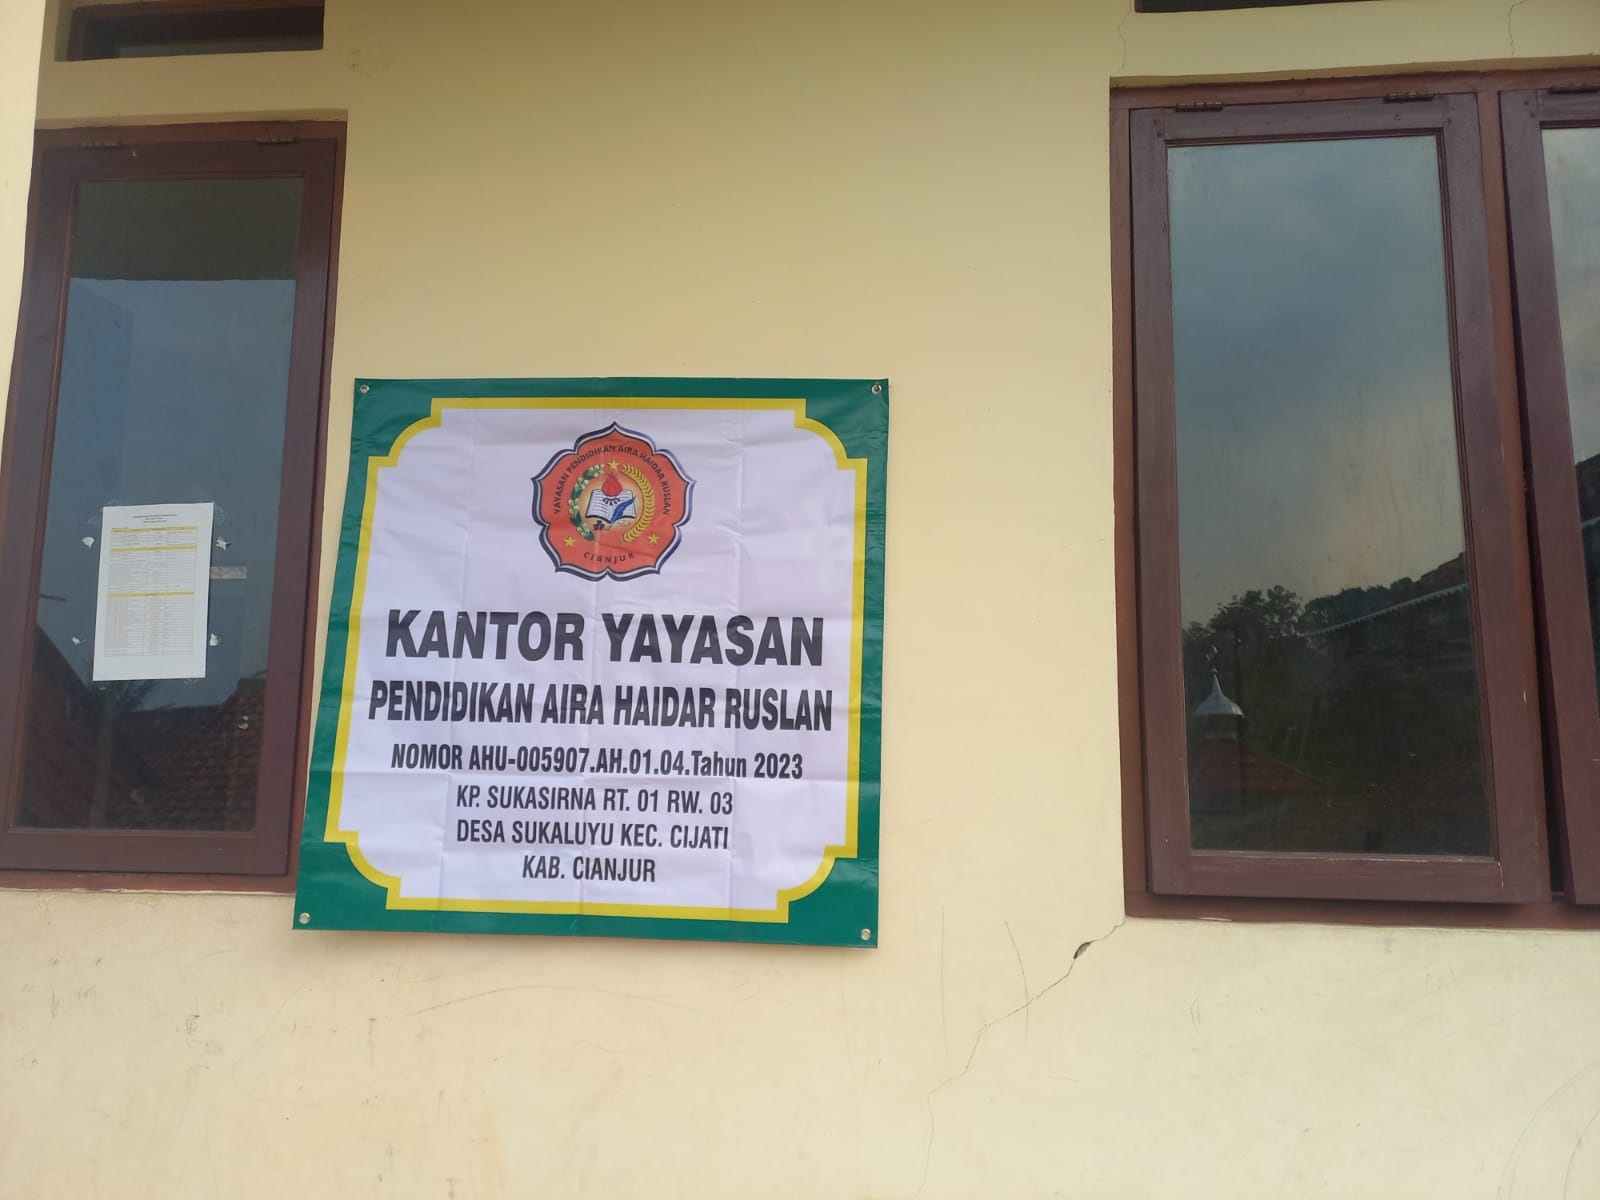 YAYASAN PENDIDIKAN AIRA HAIDAR RUSLAN
CIANJUR
KANTOR YAYASAN
PENDIDIKAN AIRA HAIDAR RUSLAN
NOMOR AHU-005907.AH.01.04.Tahun 2023
KP. SUKASIRNA RT. 01 RW. 03
DESA SUKALUYU KEC. CIJATI
KAB. CIANJUR